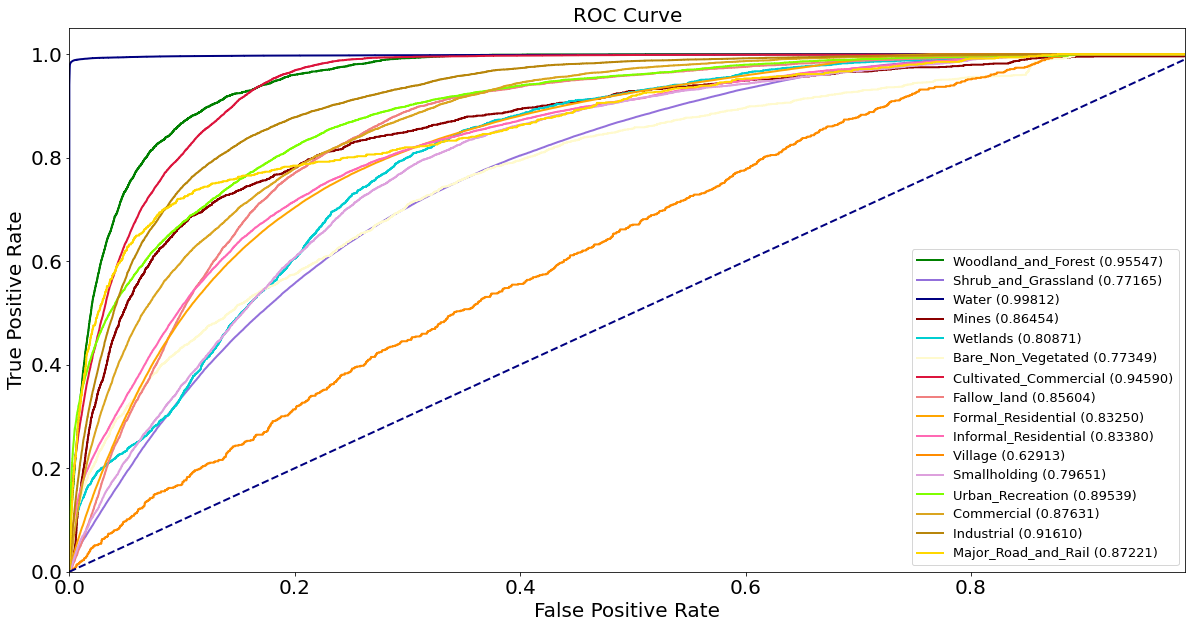 ROC Curve
1.0
0.8
0.6
0.4
0.2
0.0
True Positive Rate
Woodland_and_Forest (0.95547)
Shrub_and_Grassland (0.77165)
Water (0.99812)
Mines (0.86454)
Wetlands (0.80871)
Bare_Non_Vegetated (0.77349)
Cultivated_Commercial (0.94590)
Fallow_land (0.85604)
Formal_Residential (0.83250)
Informal_Residential (0.83380)
Village (0.62913)
Smallholding (0.79651)
Urban_Recreation (0.89539)
Commercial (0.87631)
Industrial (0.91610)
Major_Road_and_Rail (0.87221)
0.0 0.2 0.4 0.6 0.8
False Positive Rate